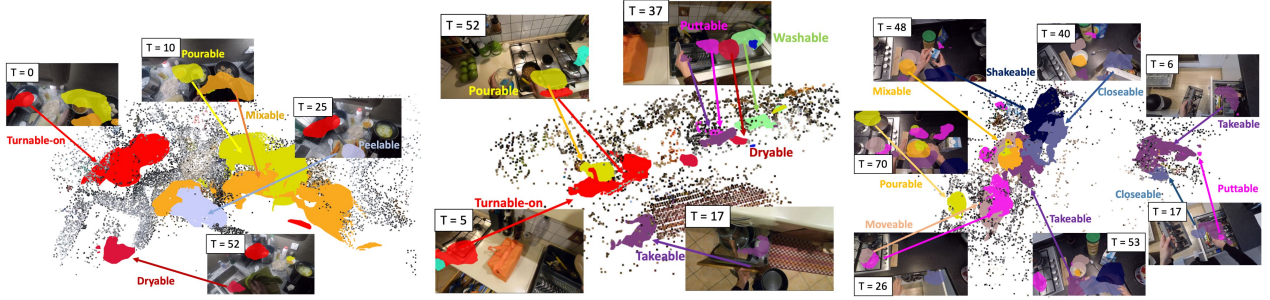 T = 0
Turnable-on
T = 10
Pourable
Mixable
T = 25
Peelable
T = 52
Dryable
T = 52
Pourable
T = 37
Puttable
Washable
Dryable
T = 5
Turnable-on
T = 17
Takeable
T = 48
Mixable
Shakeable
T = 40
Closeable
T = 6
Takeable
T = 70
Pourable
Moveable
T = 26
Takeable
T = 53
Closeable
T = 17
Puttable